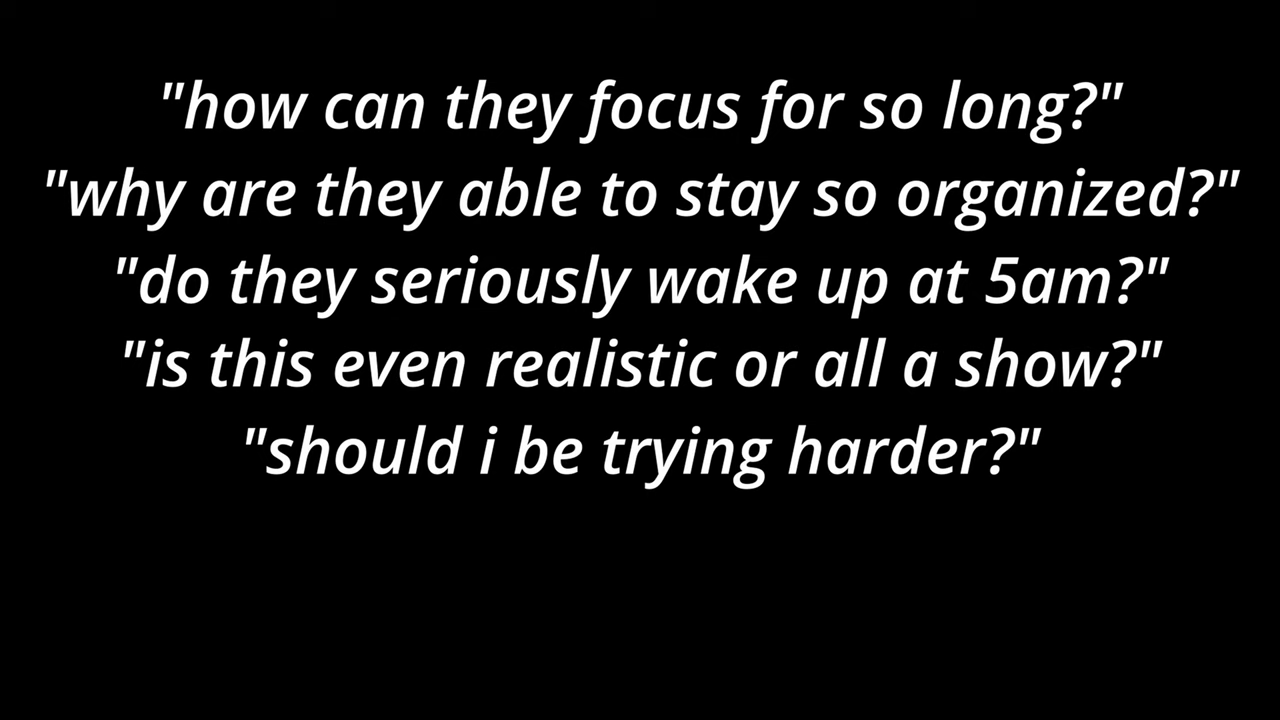 "how can they focus for so long?"
"why are they able to stay so organized?"
"do they seriously wake up at 5am?"
"is this even realistic or all a show?"
"should i be trying harder?"